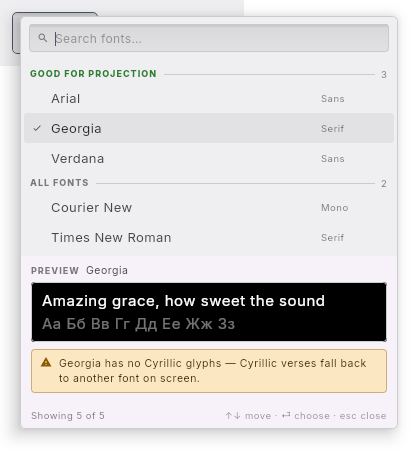 Search fonts...
GOOD FOR PROJECTION 3
Arial Sans
✓ Georgia Serif
Verdana Sans
ALL FONTS 2
Courier New Mono
Times New Roman Serif
PREVIEW Georgia
Amazing grace, how sweet the sound
Аа Бб Вв Гг Дд Ее Жж Зз
Georgia has no Cyrillic glyphs — Cyrillic verses fall back
to another font on screen.
Showing 5 of 5 ↑↓ move · ⏎ choose · esc close